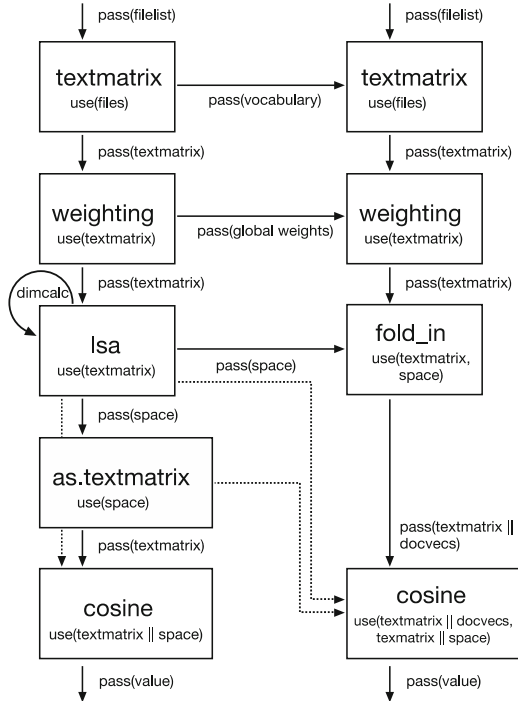 pass(filelist)
pass(filelist)
textmatrix
use(files)
pass(vocabulary)
textmatrix
use(files)
pass(textmatrix)
pass(textmatrix)
weighting
use(textmatrix)
pass(global weights)
weighting
use(textmatrix)
pass(textmatrix)
pass(textmatrix)
dimcalc
lsa
use(textmatrix)
pass(space)
fold_in
use(textmatrix,
space)
pass(space)
as.textmatrix
use(space)
pass(textmatrix)
pass(textmatrix ||
docvecs)
cosine
use(textmatrix || space)
cosine
use(textmatrix || docvecs,
texmatrix || space)
pass(value)
pass(value)